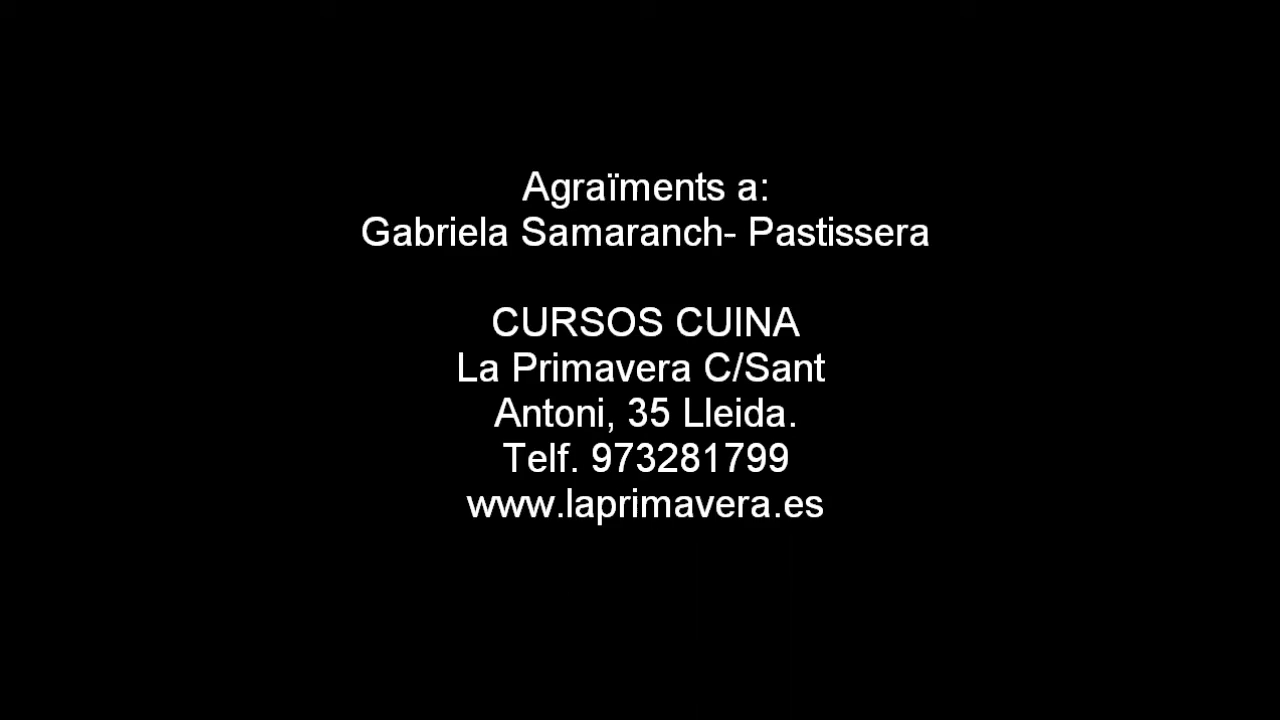 Agraïments a:
Gabriela Samaranch- Pastissera
CURSOS CUINA
La Primavera C/Sant
Antoni, 35 Lleida.
Telf. 973281799
www.laprimavera.es